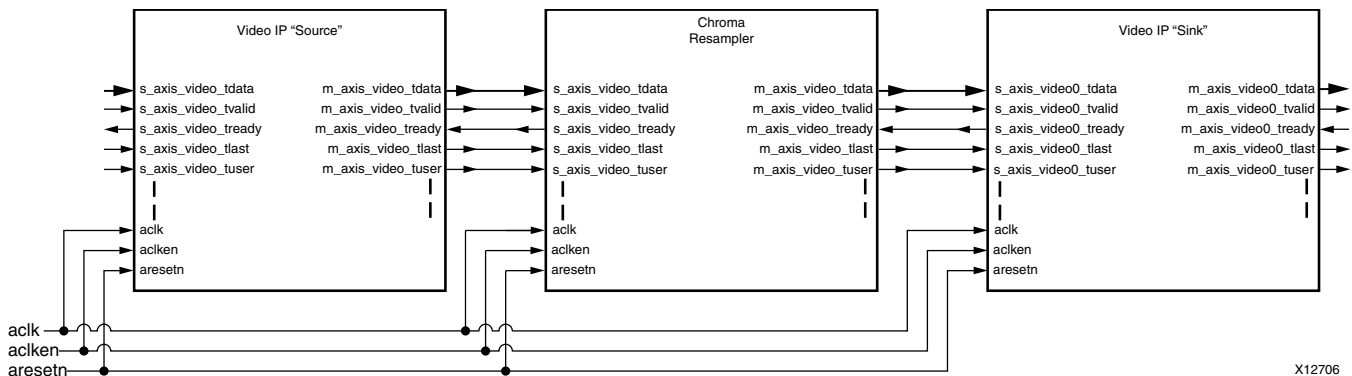 Video IP “Source”
s_axis_video_tdata
s_axis_video_tvalid
s_axis_video_tready
s_axis_video_tlast
s_axis_video_tuser
m_axis_video_tdata
m_axis_video_tvalid
m_axis_video_tready
m_axis_video_tlast
m_axis_video_tuser
aclk
aclken
aresetn
Chroma
Resampler
s_axis_video_tdata
s_axis_video_tvalid
s_axis_video_tready
s_axis_video_tlast
s_axis_video_tuser
m_axis_video_tdata
m_axis_video_tvalid
m_axis_video_tready
m_axis_video_tlast
m_axis_video_tuser
aclk
aclken
aresetn
Video IP “Sink”
s_axis_video0_tdata
s_axis_video0_tvalid
s_axis_video0_tready
s_axis_video0_tlast
s_axis_video0_tuser
m_axis_video0_tdata
m_axis_video0_tvalid
m_axis_video0_tready
m_axis_video0_tlast
m_axis_video0_tuser
aclk
aclken
aresetn
aclk
aclken
aresetn
X12706